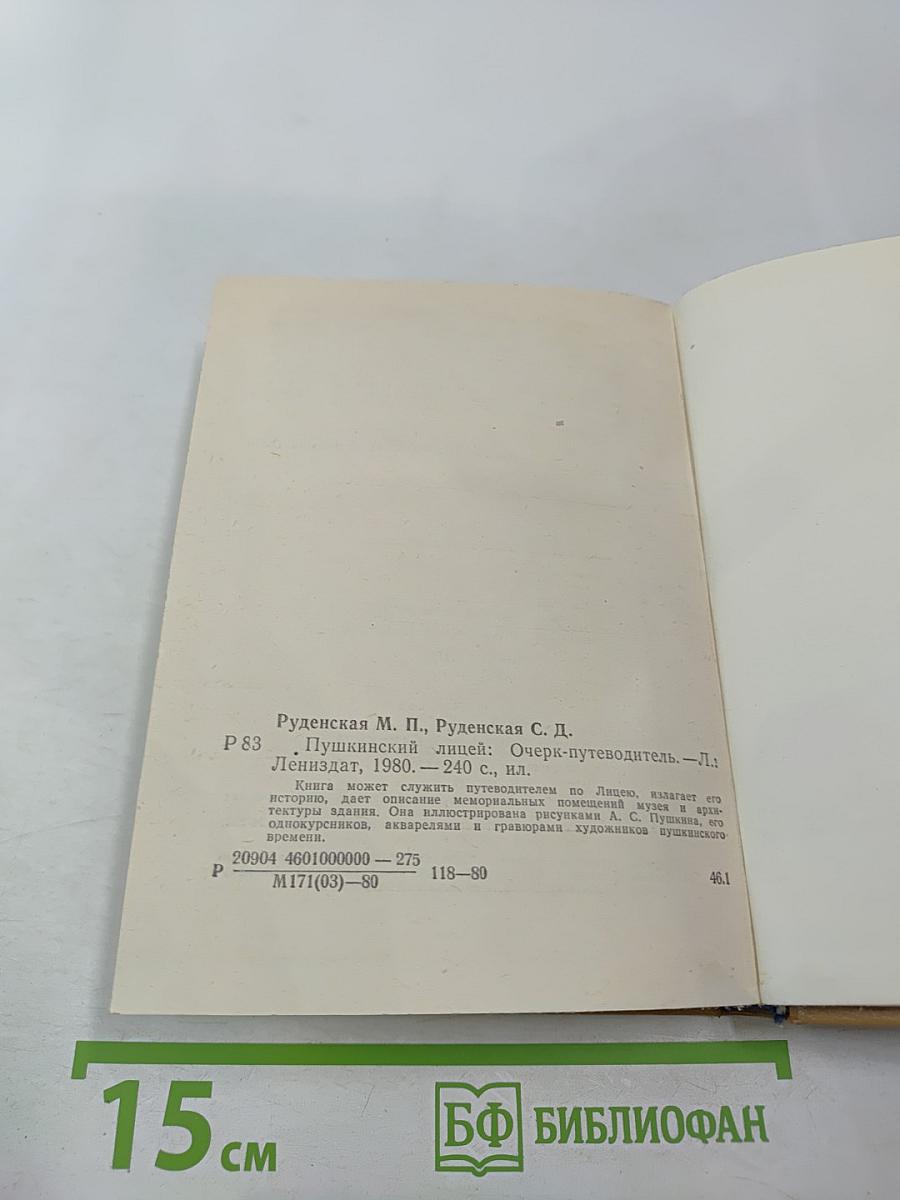 Руденская М. П., Руденская С. Д.
Р 83 Пушкинский лицей: Очерк-путеводитель.—Л.:
Лениздат, 1980. — 240 с., ил.
Книга может служить путеводителем по Лицею, излагает его
историю, дает описание мемориальных помещений музея и архи-
тектуры здания. Она иллюстрирована рисунками А. С. Пушкина, его
однокурсников, акварелями и гравюрами художников пушкинского
времени.
20904 4601000000 — 275
Р 118—80 46.1
М171(03)—80
15 см
БФ БИБЛИОФАН